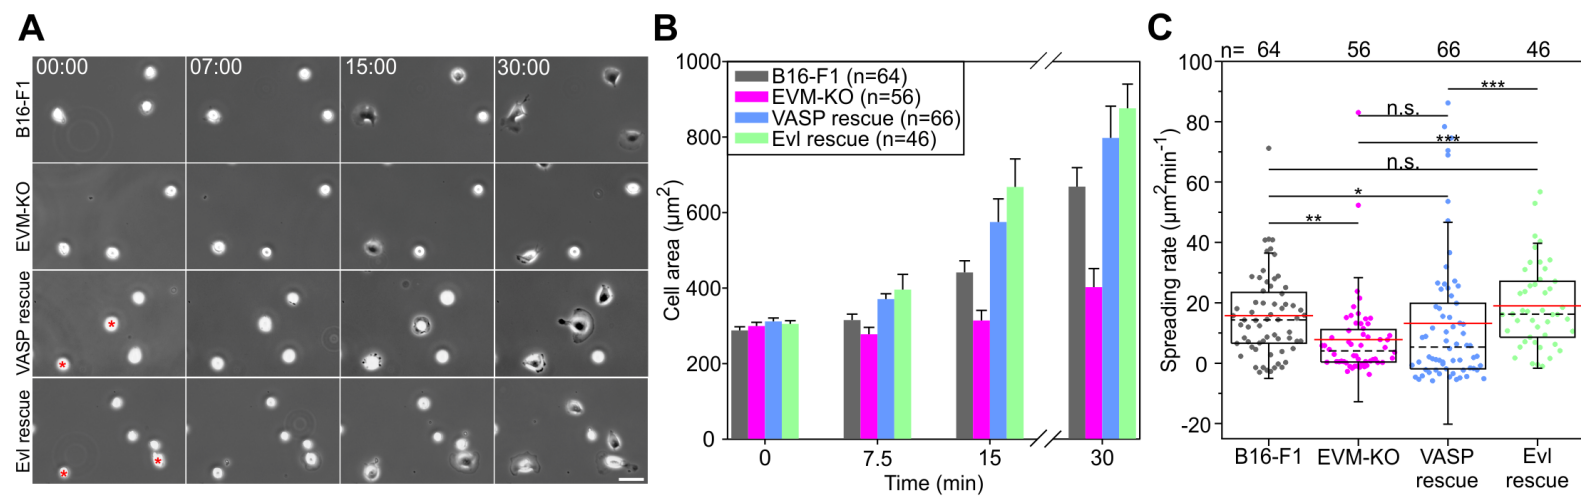 A
00:00
07:00
15:00
30:00
B16-F1
EVM-KO
VASP rescue
Evl rescue
*
*
*
*
B
1000
800
600
400
200
0
Cell area (µm²)
B16-F1 (n=64)
EVM-KO (n=56)
VASP rescue (n=66)
Evl rescue (n=46)
0
7.5
15
30
Time (min)
C
n= 64 56 66 46
100
80
60
40
20
0
-20
Spreading rate (µm²min⁻¹)
***
n.s.
***
n.s.
*
**
B16-F1
EVM-KO
VASP
rescue
Evl
rescue